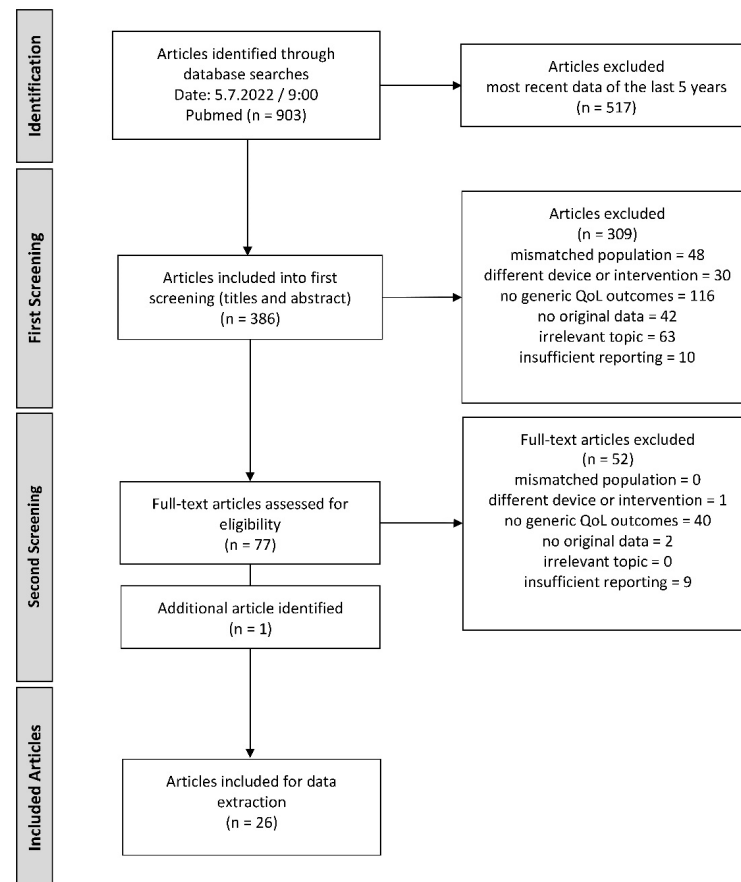 Identification
Articles identified through
database searches
Date: 5.7.2022 / 9:00
Pubmed (n = 903)
Articles excluded
most recent data of the last 5 years
(n = 517)
First Screening
Articles included into first
screening (titles and abstract)
(n = 386)
Articles excluded
(n = 309)
mismatched population = 48
different device or intervention = 30
no generic QoL outcomes = 116
no original data = 42
irrelevant topic = 63
insufficient reporting = 10
Second Screening
Full-text articles assessed for
eligibility
(n = 77)
Full-text articles excluded
(n = 52)
mismatched population = 0
different device or intervention = 1
no generic QoL outcomes = 40
no original data = 2
irrelevant topic = 0
insufficient reporting = 9
Additional article identified
(n = 1)
Included Articles
Articles included for data
extraction
(n = 26)